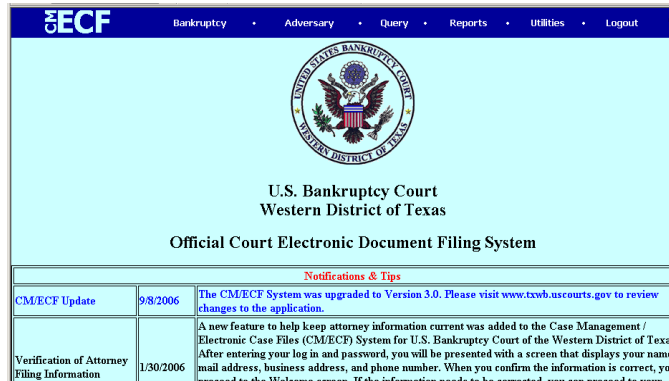 CM/ECF Bankruptcy • Adversary • Query • Reports • Utilities • Logout
UNITED STATES BANKRUPTCY COURT
WESTERN DISTRICT OF TEXAS
U.S. Bankruptcy Court
Western District of Texas
Official Court Electronic Document Filing System
Notifications & Tips
CM/ECF Update 9/8/2006 The CM/ECF System was upgraded to Version 3.0. Please visit www.txwb.uscourts.gov to review
changes to the application.
A new feature to help keep attorney information current was added to the Case Management /
Electronic Case Files (CM/ECF) System for U.S. Bankruptcy Court of the Western District of Texa
After entering your log in and password, you will be presented with a screen that displays your name
Verification of Attorney
Filing Information 1/30/2006 mail address, business address, and phone number. When you confirm the information is correct, y